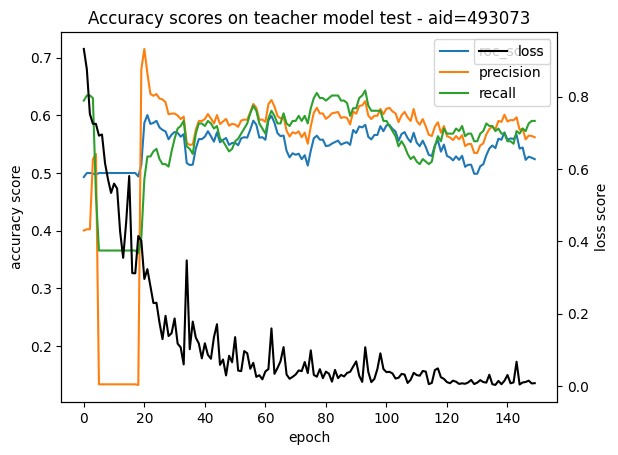 Accuracy scores on teacher model test - aid=493073
accuracy score
0.7
0.6
0.5
0.4
0.3
0.2
loss
precision
recall
0.8
0.6
0.4
0.2
0.0
loss score
0
20
40
60
80
100
120
140
epoch